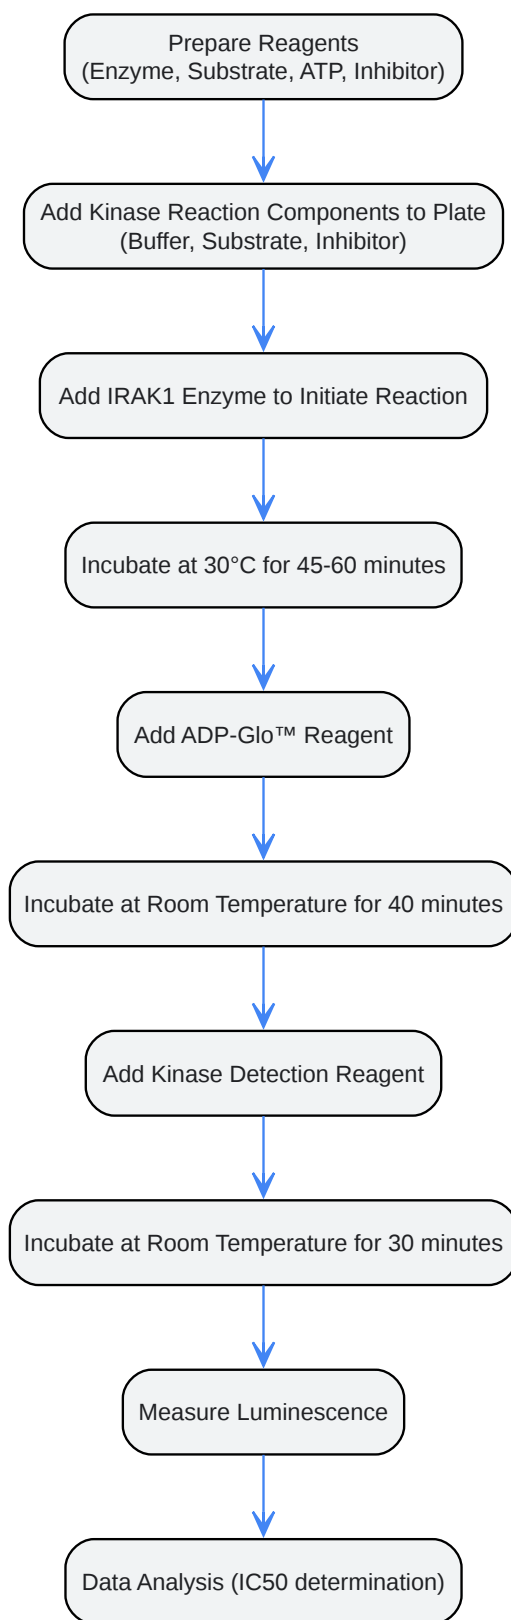 Prepare Reagents
(Enzyme, Substrate, ATP, Inhibitor)
Add Kinase Reaction Components to Plate
(Buffer, Substrate, Inhibitor)
Add IRAK1 Enzyme to Initiate Reaction
Incubate at 30°C for 45-60 minutes
Add ADP-Glo™ Reagent
Incubate at Room Temperature for 40 minutes
Add Kinase Detection Reagent
Incubate at Room Temperature for 30 minutes
Measure Luminescence
Data Analysis (IC50 determination)